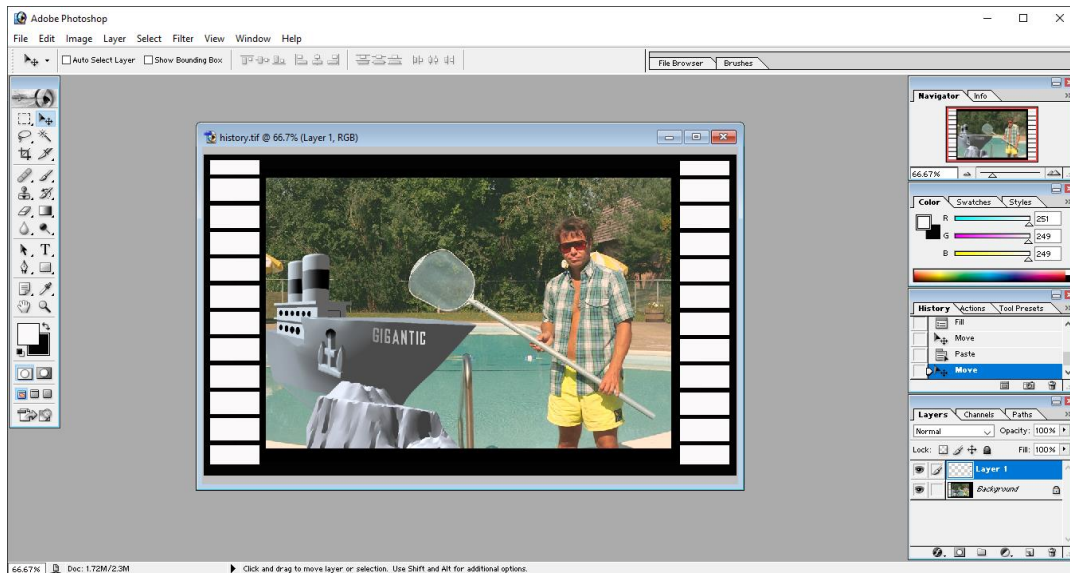 Adobe Photoshop
File Edit Image Layer Select Filter View Window Help
Auto Select Layer Show Bounding Box
File Browser Brushes
history.tif @ 66.7% (Layer 1, RGB)
GIGANTIC
Navigator Info
66.67%
Color Swatches Styles
R 251
G 249
B 249
History Actions Tool Presets
Fill
Move
Paste
Move
Layers Channels Paths
Normal Opacity: 100%
Lock: Fill: 100%
Layer 1
Background
66.67% Doc: 1.72M/2.3M Click and drag to move layer or selection. Use Shift and Alt for additional options.